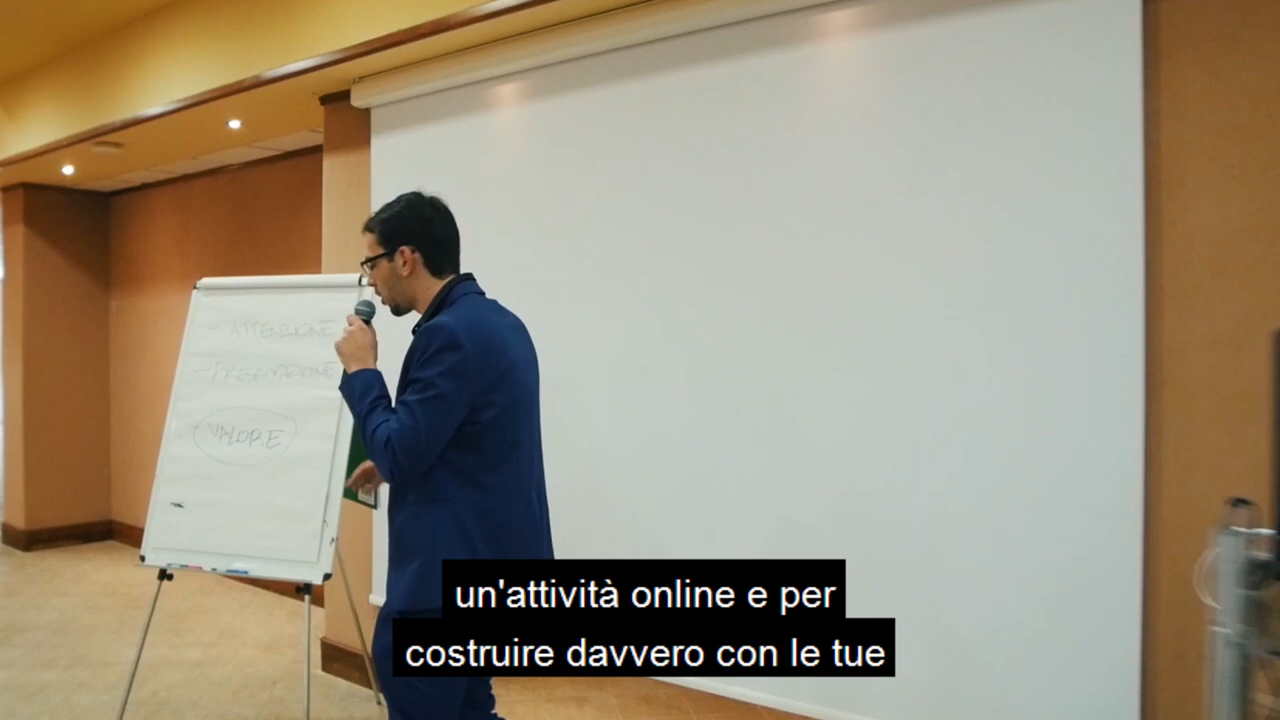 - ATTENZIONE
- PRESENTAZIONE
- VALORE
un'attività online e per
costruire davvero con le tue